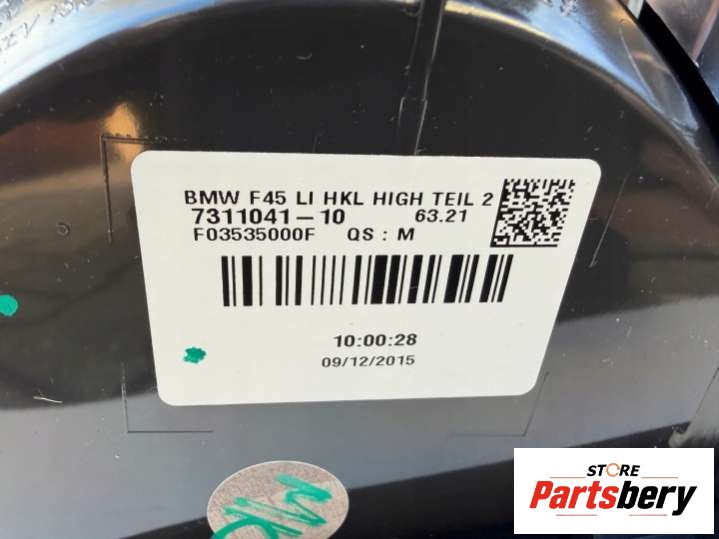 BMW F45 LI HKL HIGH TEIL 2
7311041-10 63.21
F03535000F QS : M
10:00:28
09/12/2015
MK
STORE
Partsbery